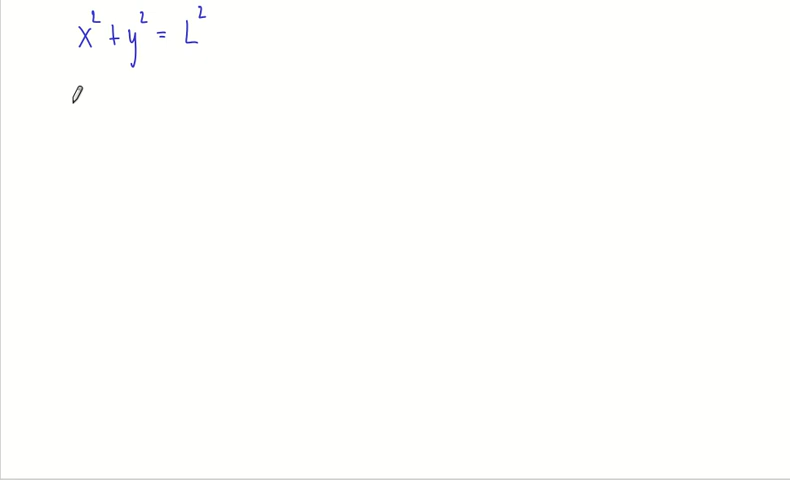 x² + y² = L²